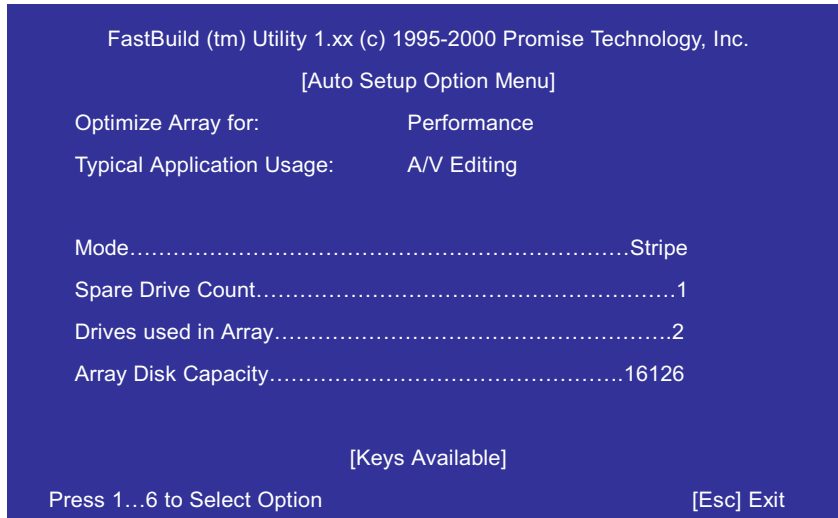 FastBuild (tm) Utility 1.xx (c) 1995-2000 Promise Technology, Inc.
[Auto Setup Option Menu]
Optimize Array for: Performance
Typical Application Usage: A/V Editing
Mode……………………………………………………………Stripe
Spare Drive Count………………………………………………….1
Drives used in Array……………………………………………….2
Array Disk Capacity………………………………………….16126
[Keys Available]
Press 1…6 to Select Option [Esc] Exit